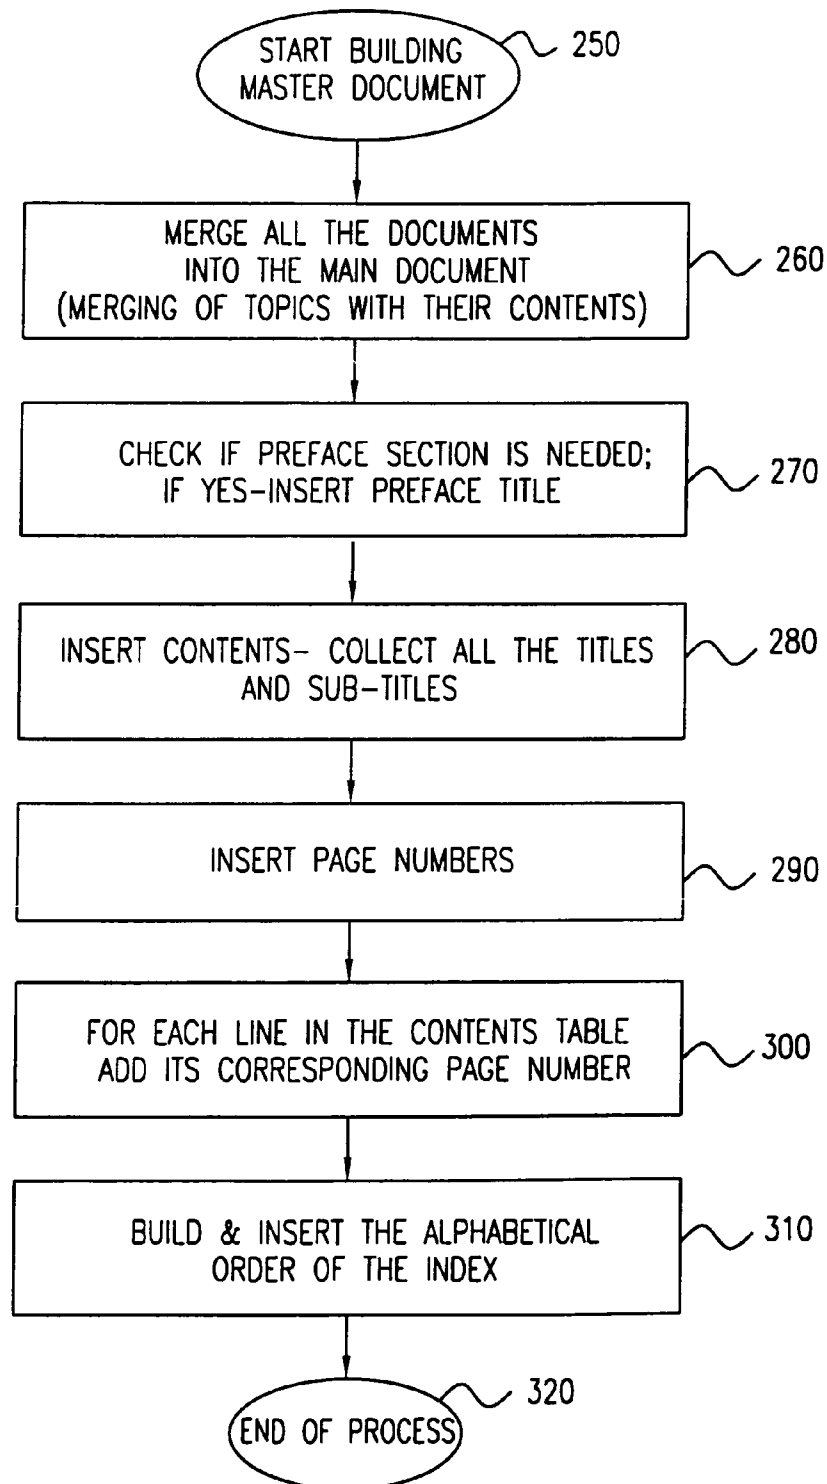 START BUILDING
MASTER DOCUMENT
250
MERGE ALL THE DOCUMENTS
INTO THE MAIN DOCUMENT
(MERGING OF TOPICS WITH THEIR CONTENTS)
260
CHECK IF PREFACE SECTION IS NEEDED;
IF YES-INSERT PREFACE TITLE
270
INSERT CONTENTS- COLLECT ALL THE TITLES
AND SUB-TITLES
280
INSERT PAGE NUMBERS
290
FOR EACH LINE IN THE CONTENTS TABLE
ADD ITS CORRESPONDING PAGE NUMBER
300
BUILD & INSERT THE ALPHABETICAL
ORDER OF THE INDEX
310
END OF PROCESS
320